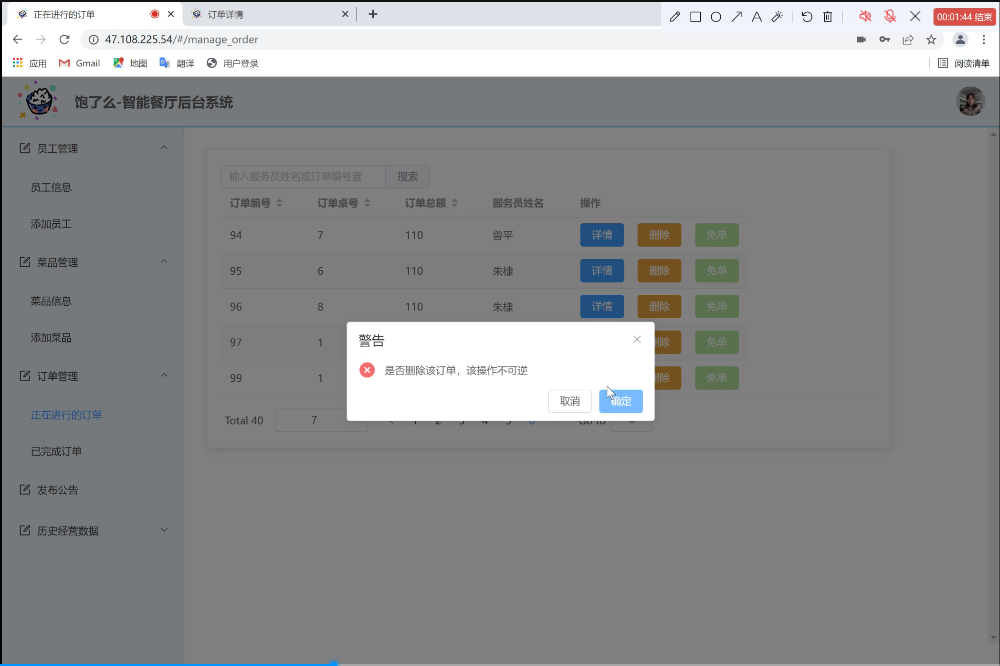 正在进行的订单
订单详情
00:01:44 结束
47.108.225.54/#/manage_order
应用
Gmail
地图
翻译
用户登录
阅读清单
饱了么-智能餐厅后台系统
员工管理
员工信息
添加员工
菜品管理
菜品信息
添加菜品
订单管理
正在进行的订单
已完成订单
发布公告
历史经营数据
输入服务员姓名或订单编号查
搜索
订单编号 订单桌号 订单总额 服务员姓名 操作
94 7 110 曾平 详情 删除 免单
95 6 110 朱棣 详情 删除 免单
96 8 110 朱棣 详情 删除 免单
97 1 除 免单
99 1 除 免单
警告
是否删除该订单，该操作不可逆
取消 确定
Total 40 7 1 2 3 4 5 6 Go to 6